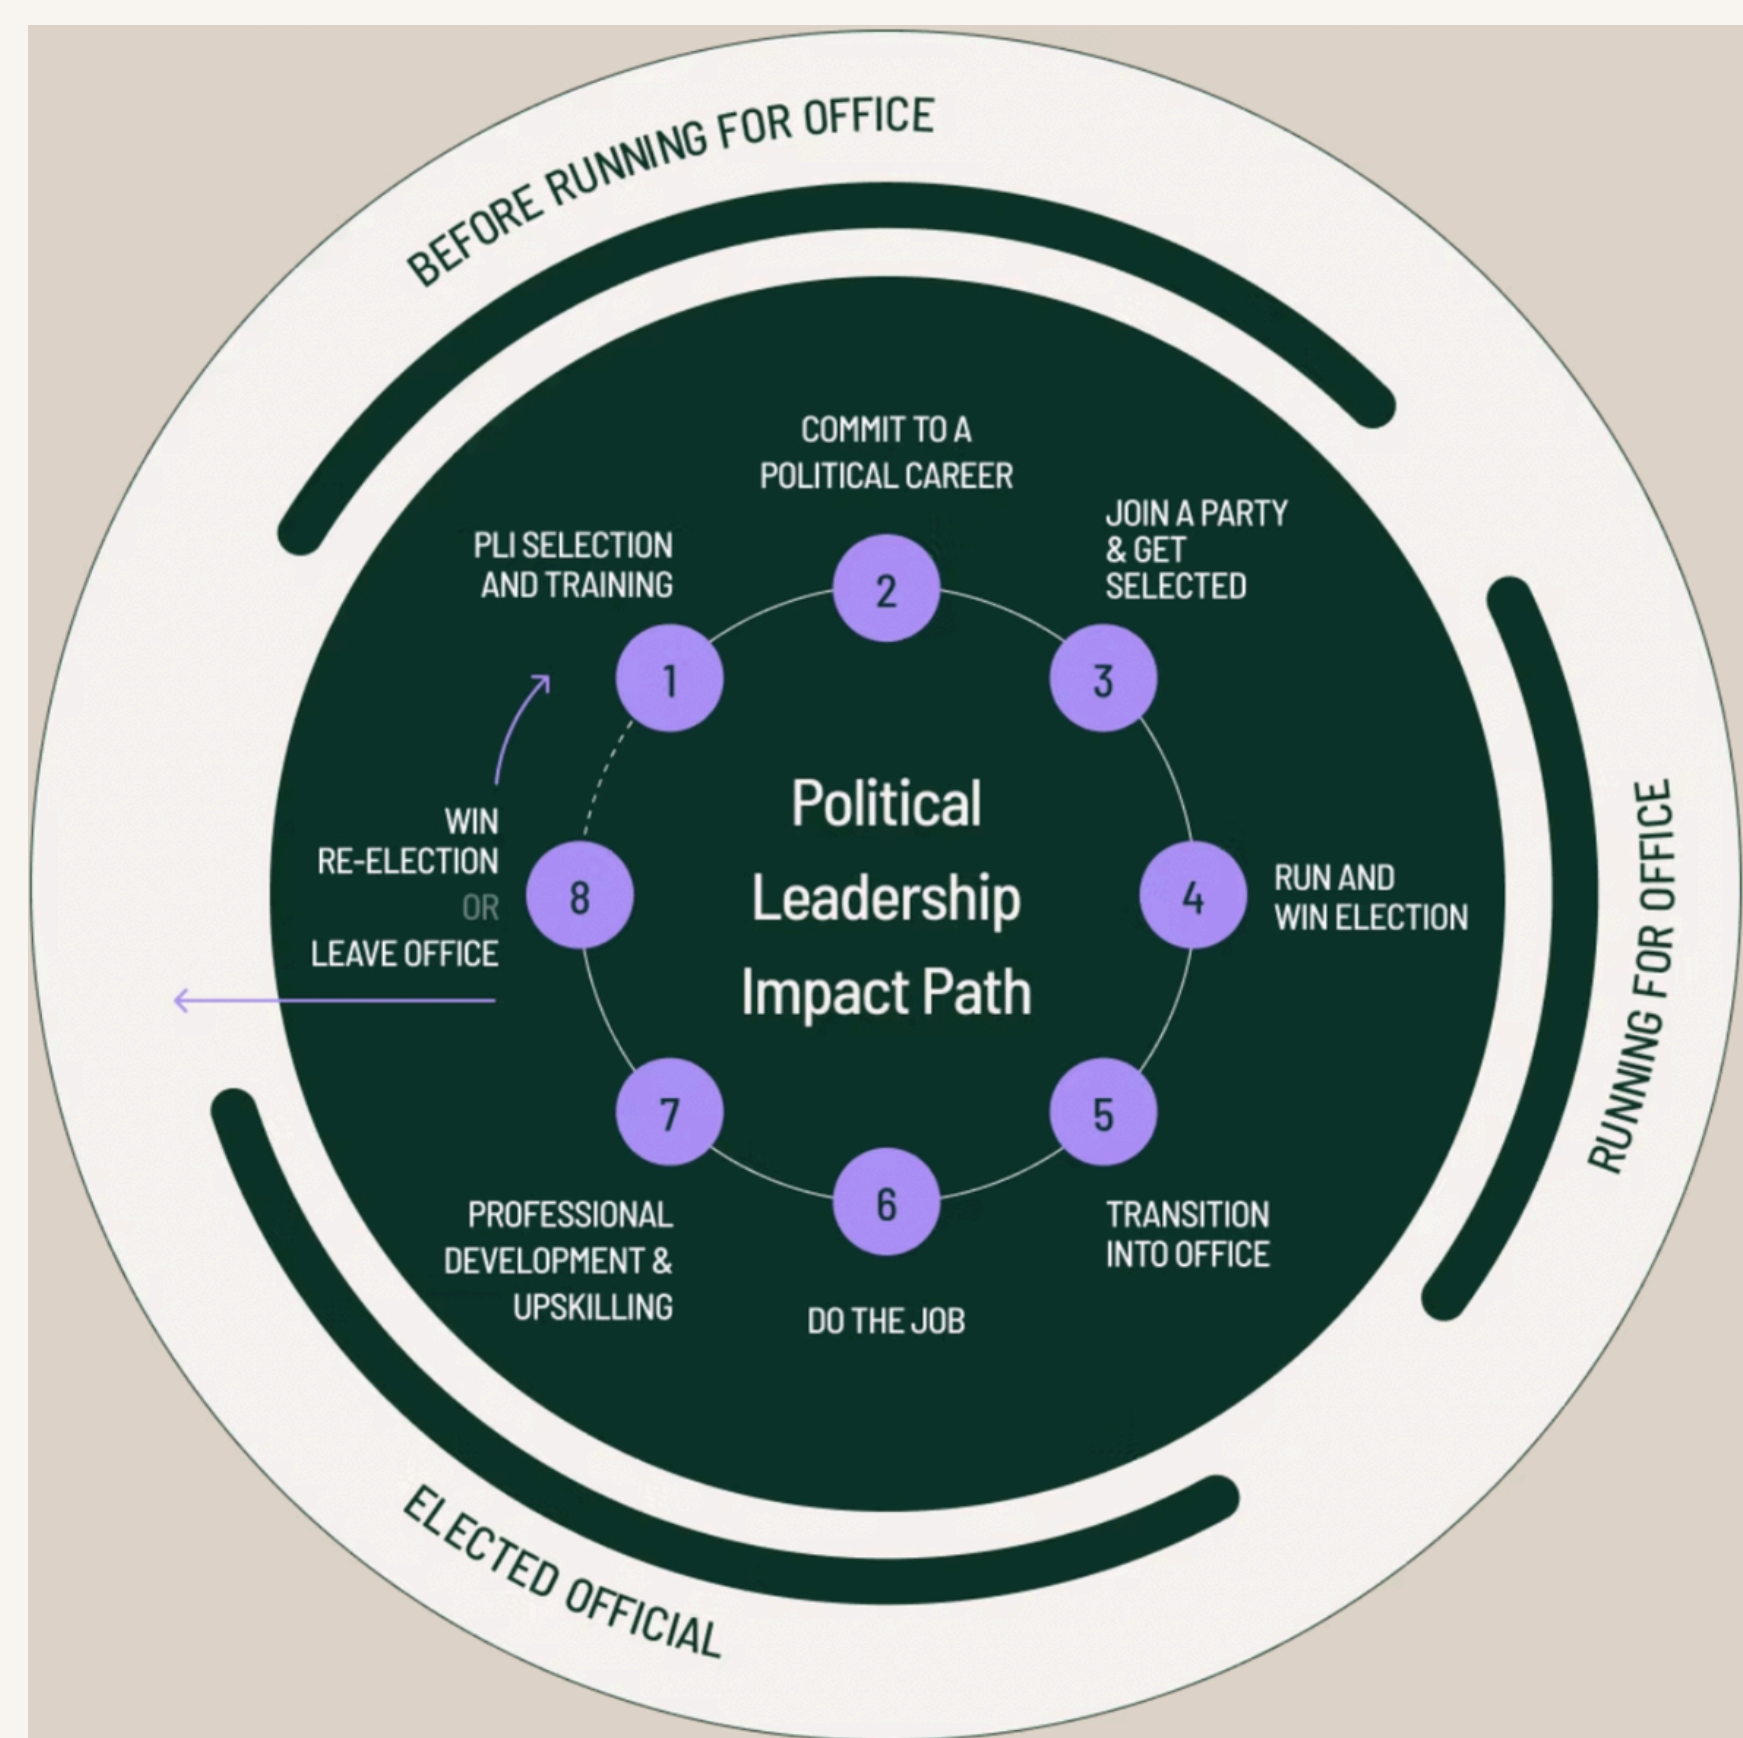 BEFORE RUNNING FOR OFFICE
COMMIT TO A
POLITICAL CAREER
JOIN A PARTY
& GET
SELECTED
PLI SELECTION
AND TRAINING
2
1
3
Political
Leadership
Impact Path
WIN
RE-ELECTION
OR
LEAVE OFFICE
8
4
RUN AND
WIN ELECTION
RUNNING FOR OFFICE
7
5
6
PROFESSIONAL
DEVELOPMENT &
UPSKILLING
TRANSITION
INTO OFFICE
DO THE JOB
ELECTED OFFICIAL